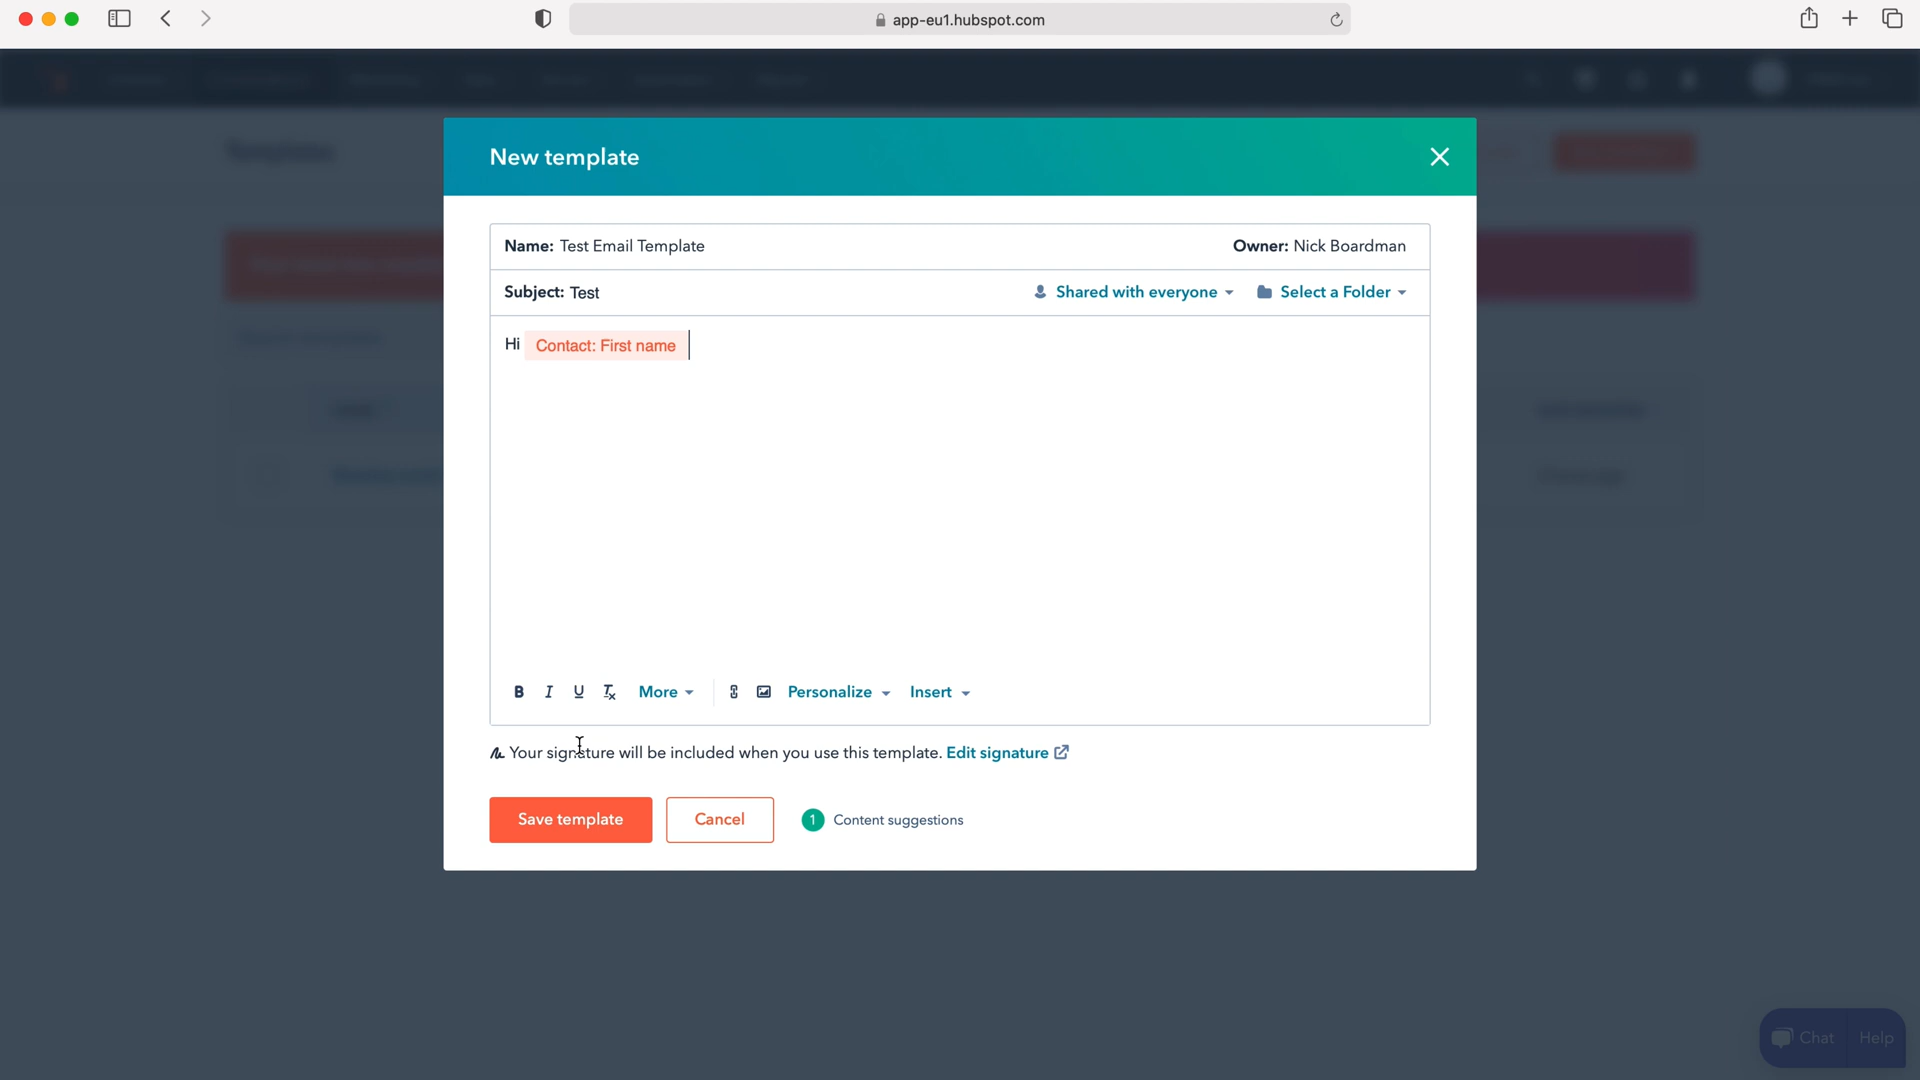 app-eu1.hubspot.com
Templates
New template
Name: Test Email Template
Owner: Nick Boardman
Subject: Test
Shared with everyone
Select a Folder
Hi Contact: First name
B I U Tx More Personalize Insert
Your signature will be included when you use this template. Edit signature
Save template
Cancel
1 Content suggestions
Chat Help